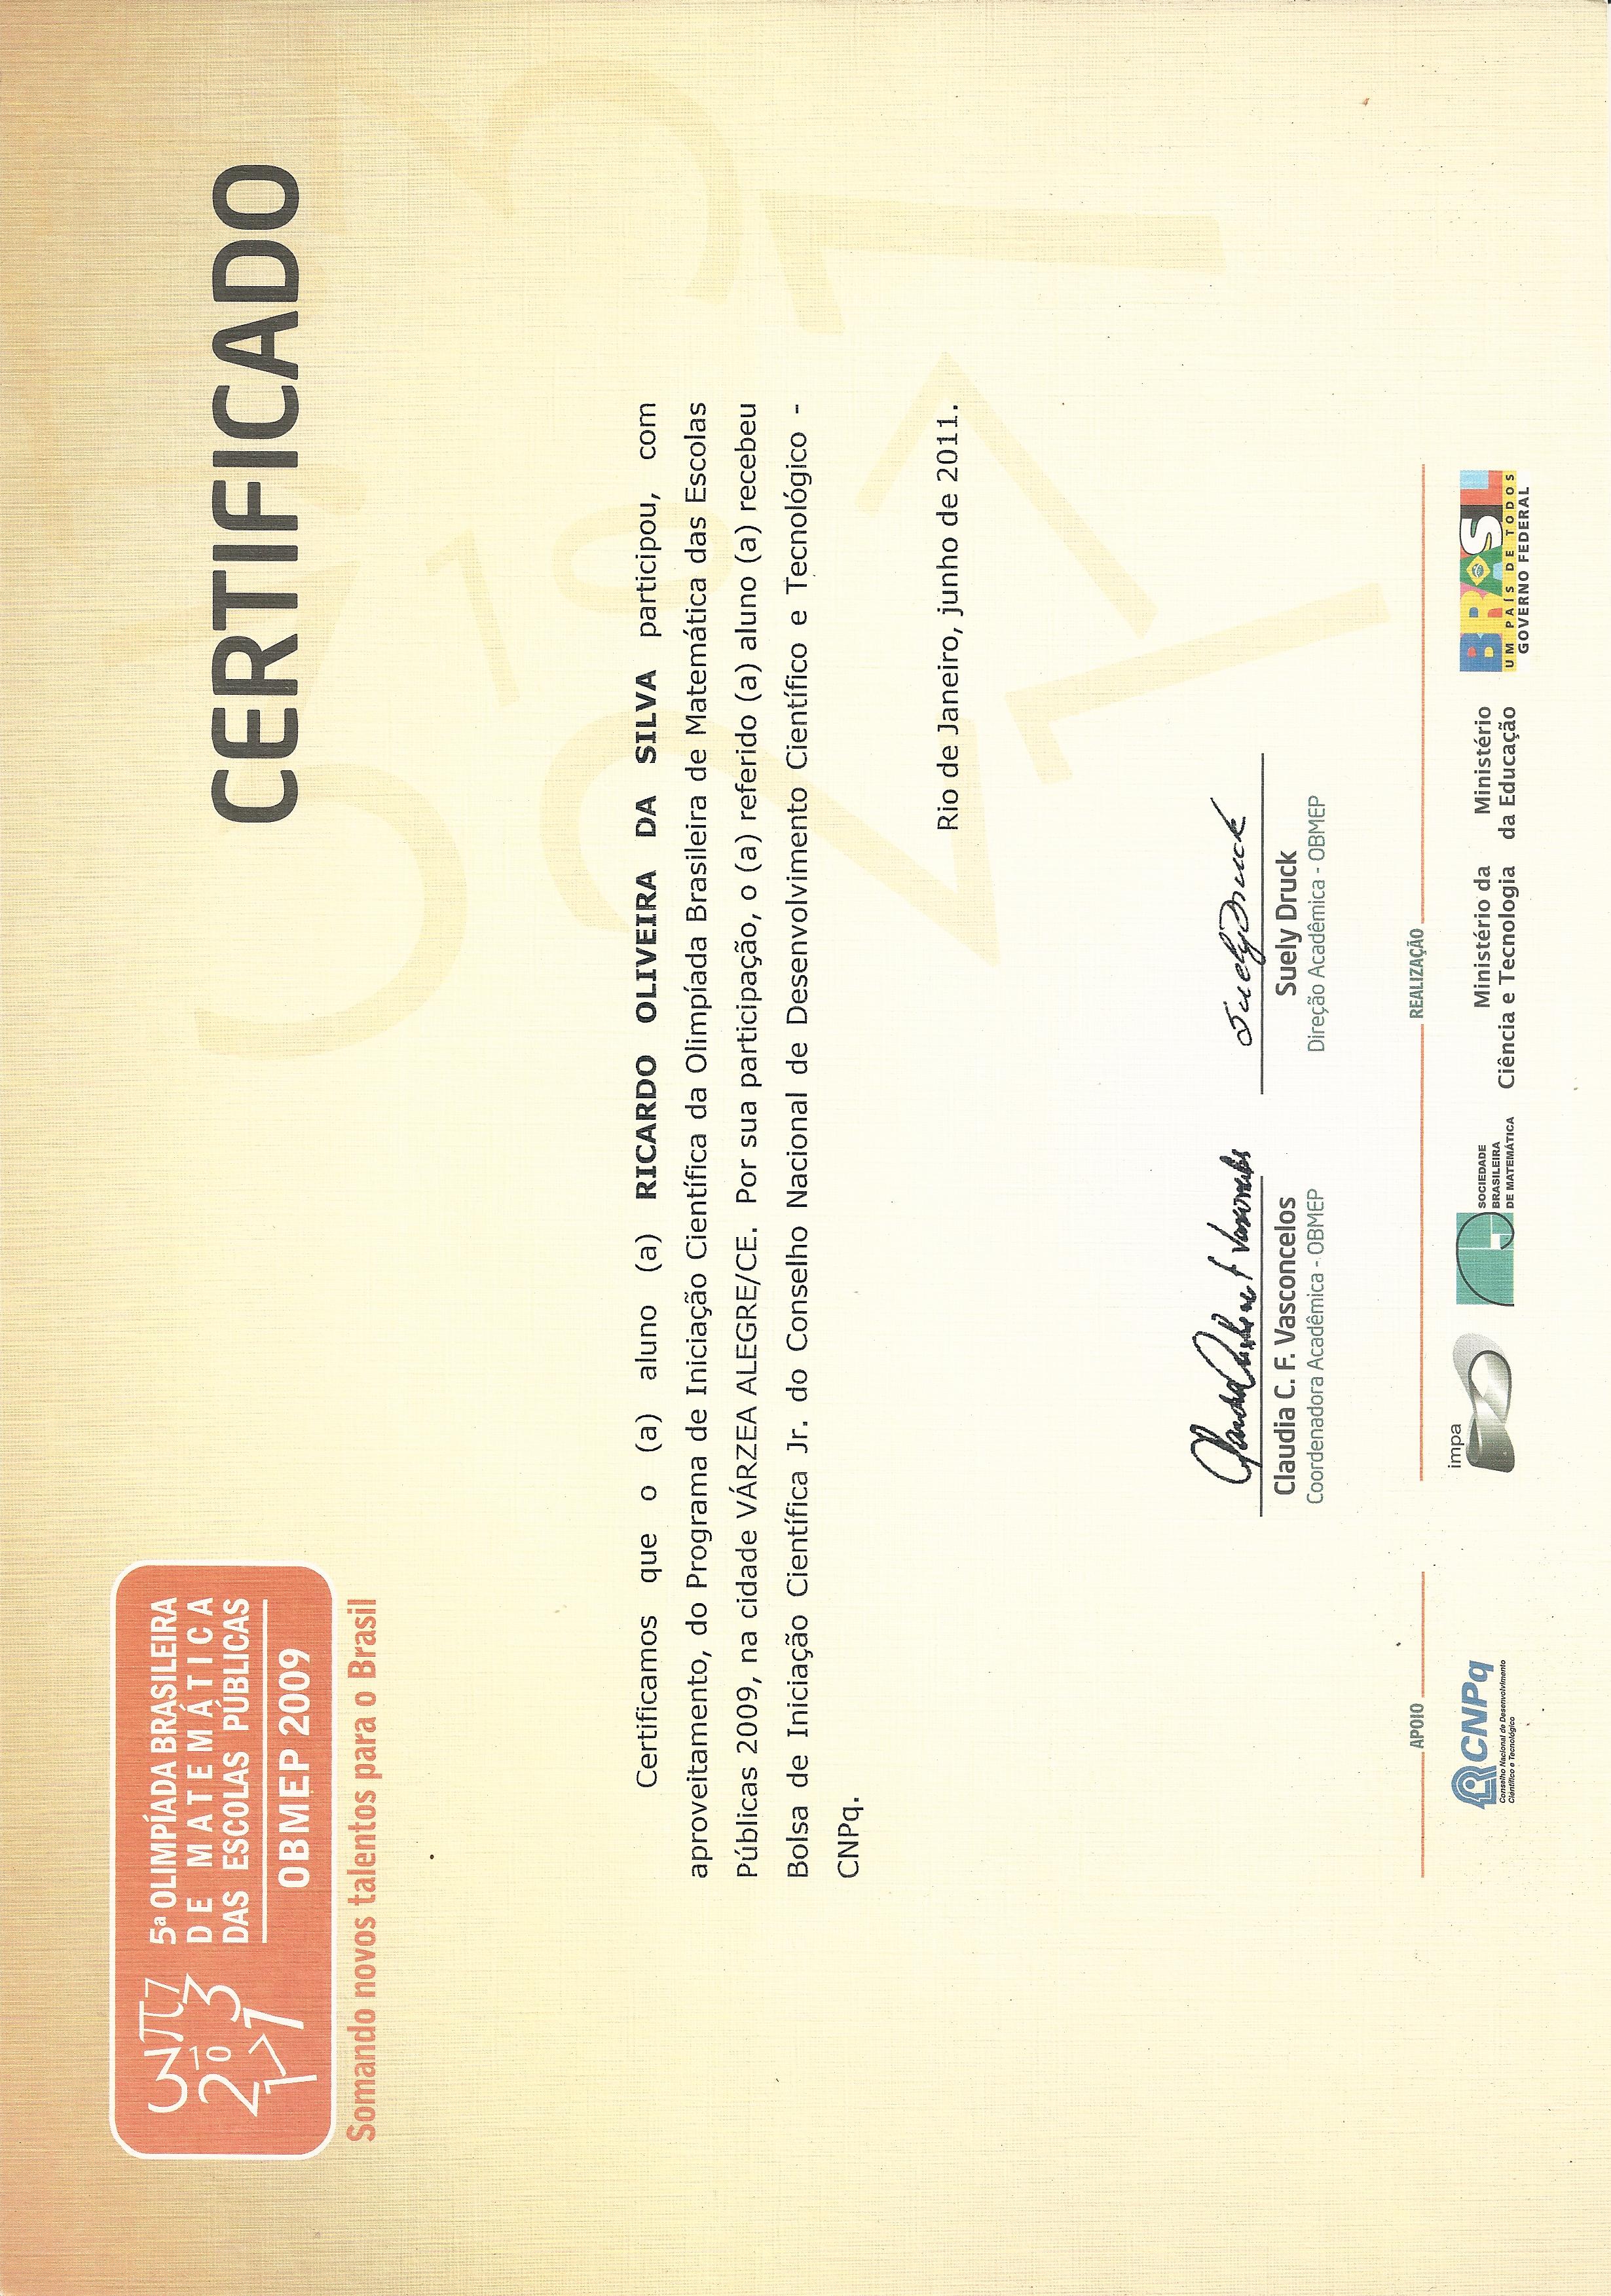 5ª OLIMPÍADA BRASILEIRA
DE MATEMÁTICA
DAS ESCOLAS PÚBLICAS
OBMEP 2009
Somando novos talentos para o Brasil
CERTIFICADO
Certificamos que o (a) aluno (a) RICARDO OLIVEIRA DA SILVA participou, com
aproveitamento, do Programa de Iniciação Científica da Olimpíada Brasileira de Matemática das Escolas
Públicas 2009, na cidade VÁRZEA ALEGRE/CE. Por sua participação, o (a) referido (a) aluno (a) recebeu
Bolsa de Iniciação Científica Jr. do Conselho Nacional de Desenvolvimento Científico e Tecnológico -
CNPq.
Rio de Janeiro, junho de 2011.
Claudia C. F. Vasconcelos
Coordenadora Acadêmica - OBMEP
Suely Druck
Suely Druck
Direção Acadêmica - OBMEP
APOIO
CNPq
Conselho Nacional de Desenvolvimento
Científico e Tecnológico
REALIZAÇÃO
impa
SOCIEDADE
BRASILEIRA
DE MATEMÁTICA
Ministério da
Ciência e Tecnologia
Ministério
da Educação
BRASIL
UM PAÍS DE TODOS
GOVERNO FEDERAL